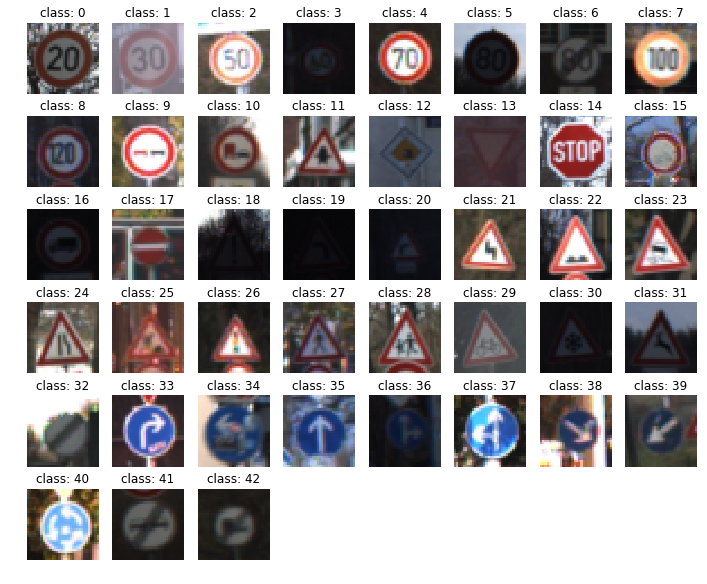 class: 0 class: 1 class: 2 class: 3 class: 4 class: 5 class: 6 class: 7
20 30 50 60 70 80 80 100
class: 8 class: 9 class: 10 class: 11 class: 12 class: 13 class: 14 class: 15
120 STOP
class: 16 class: 17 class: 18 class: 19 class: 20 class: 21 class: 22 class: 23
class: 24 class: 25 class: 26 class: 27 class: 28 class: 29 class: 30 class: 31
class: 32 class: 33 class: 34 class: 35 class: 36 class: 37 class: 38 class: 39
class: 40 class: 41 class: 42